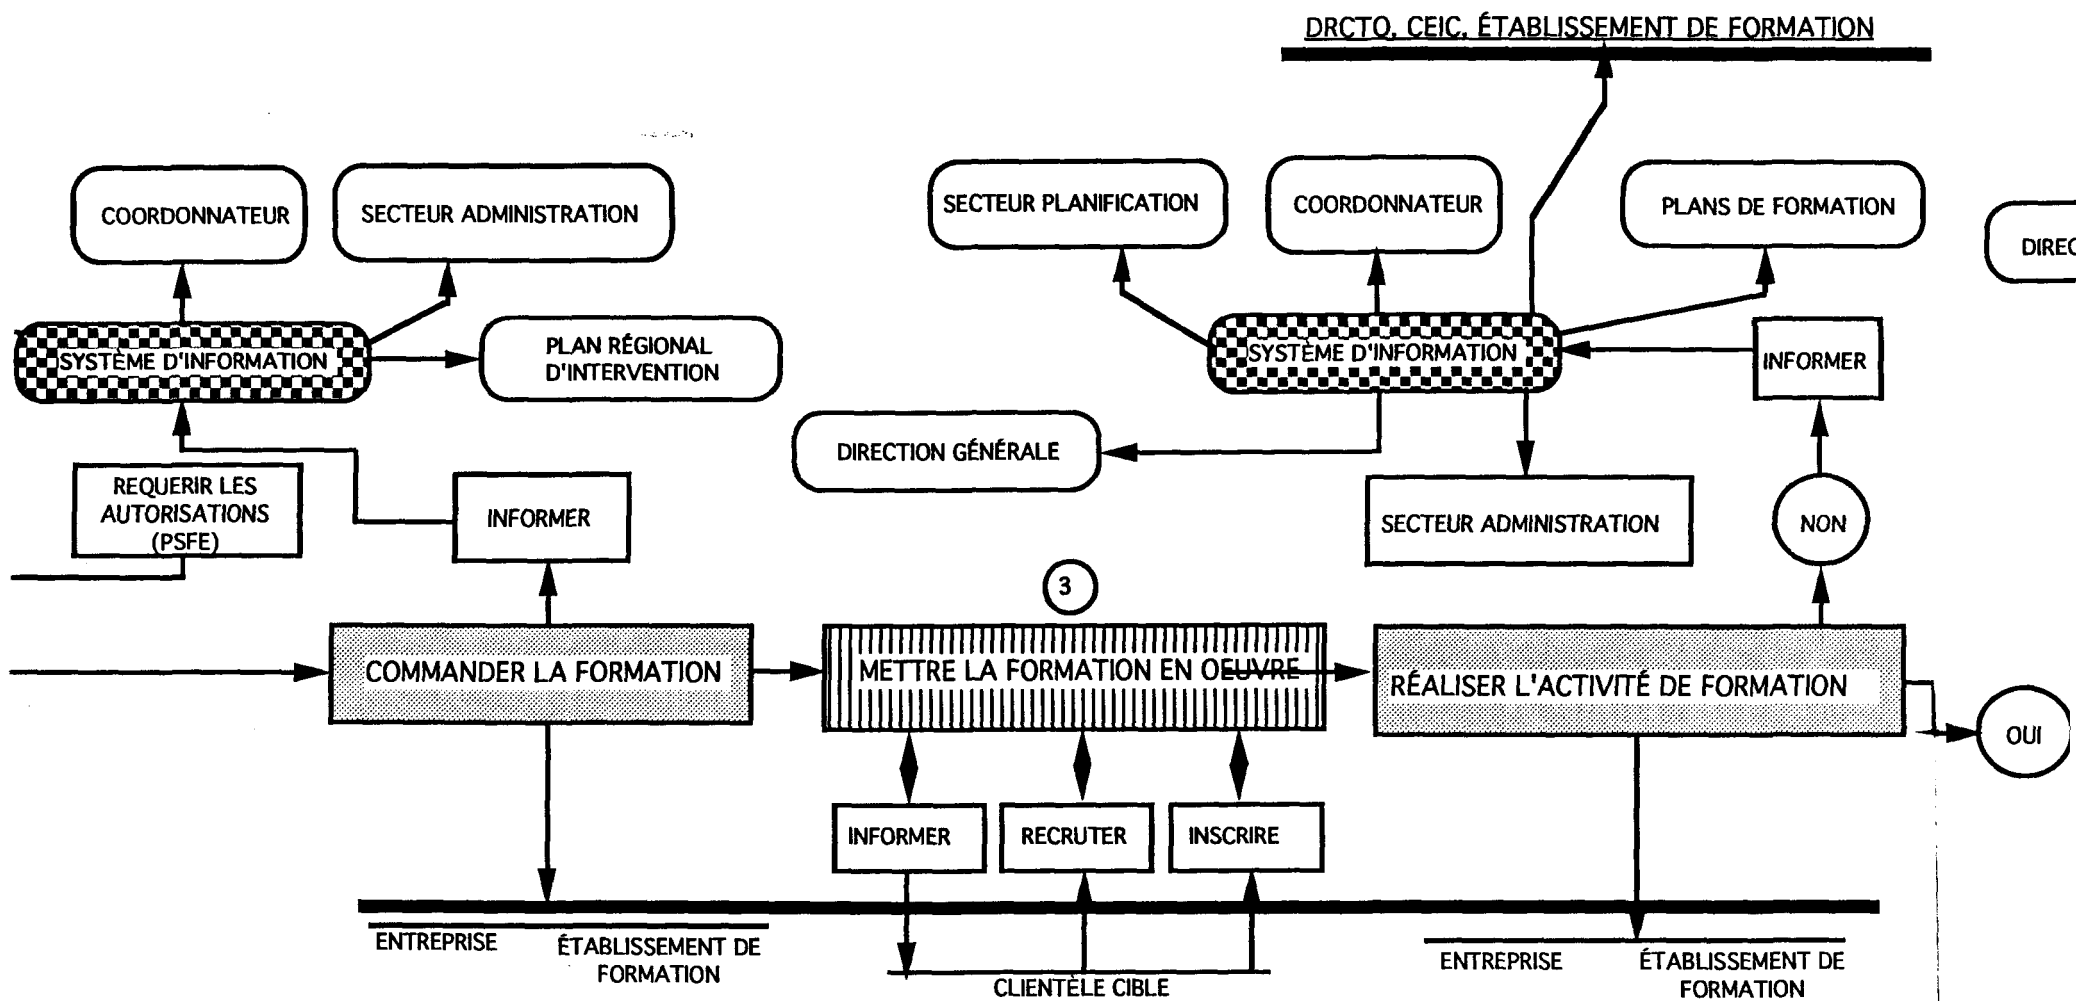 DRCTQ, CEIC, ÉTABLISSEMENT DE FORMATION
COORDONNATEUR
SECTEUR ADMINISTRATION
SECTEUR PLANIFICATION
COORDONNATEUR
PLANS DE FORMATION
DIREC
SYSTÈME D'INFORMATION
PLAN RÉGIONAL
D'INTERVENTION
SYSTÈME D'INFORMATION
INFORMER
DIRECTION GÉNÉRALE
REQUERIR LES
AUTORISATIONS
(PSFE)
INFORMER
SECTEUR ADMINISTRATION
NON
3
COMMANDER LA FORMATION
METTRE LA FORMATION EN OEUVRE
RÉALISER L'ACTIVITÉ DE FORMATION
OUI
INFORMER
RECRUTER
INSCRIRE
ENTREPRISE
ÉTABLISSEMENT DE
FORMATION
CLIENTÈLE CIBLE
ENTREPRISE
ÉTABLISSEMENT DE
FORMATION